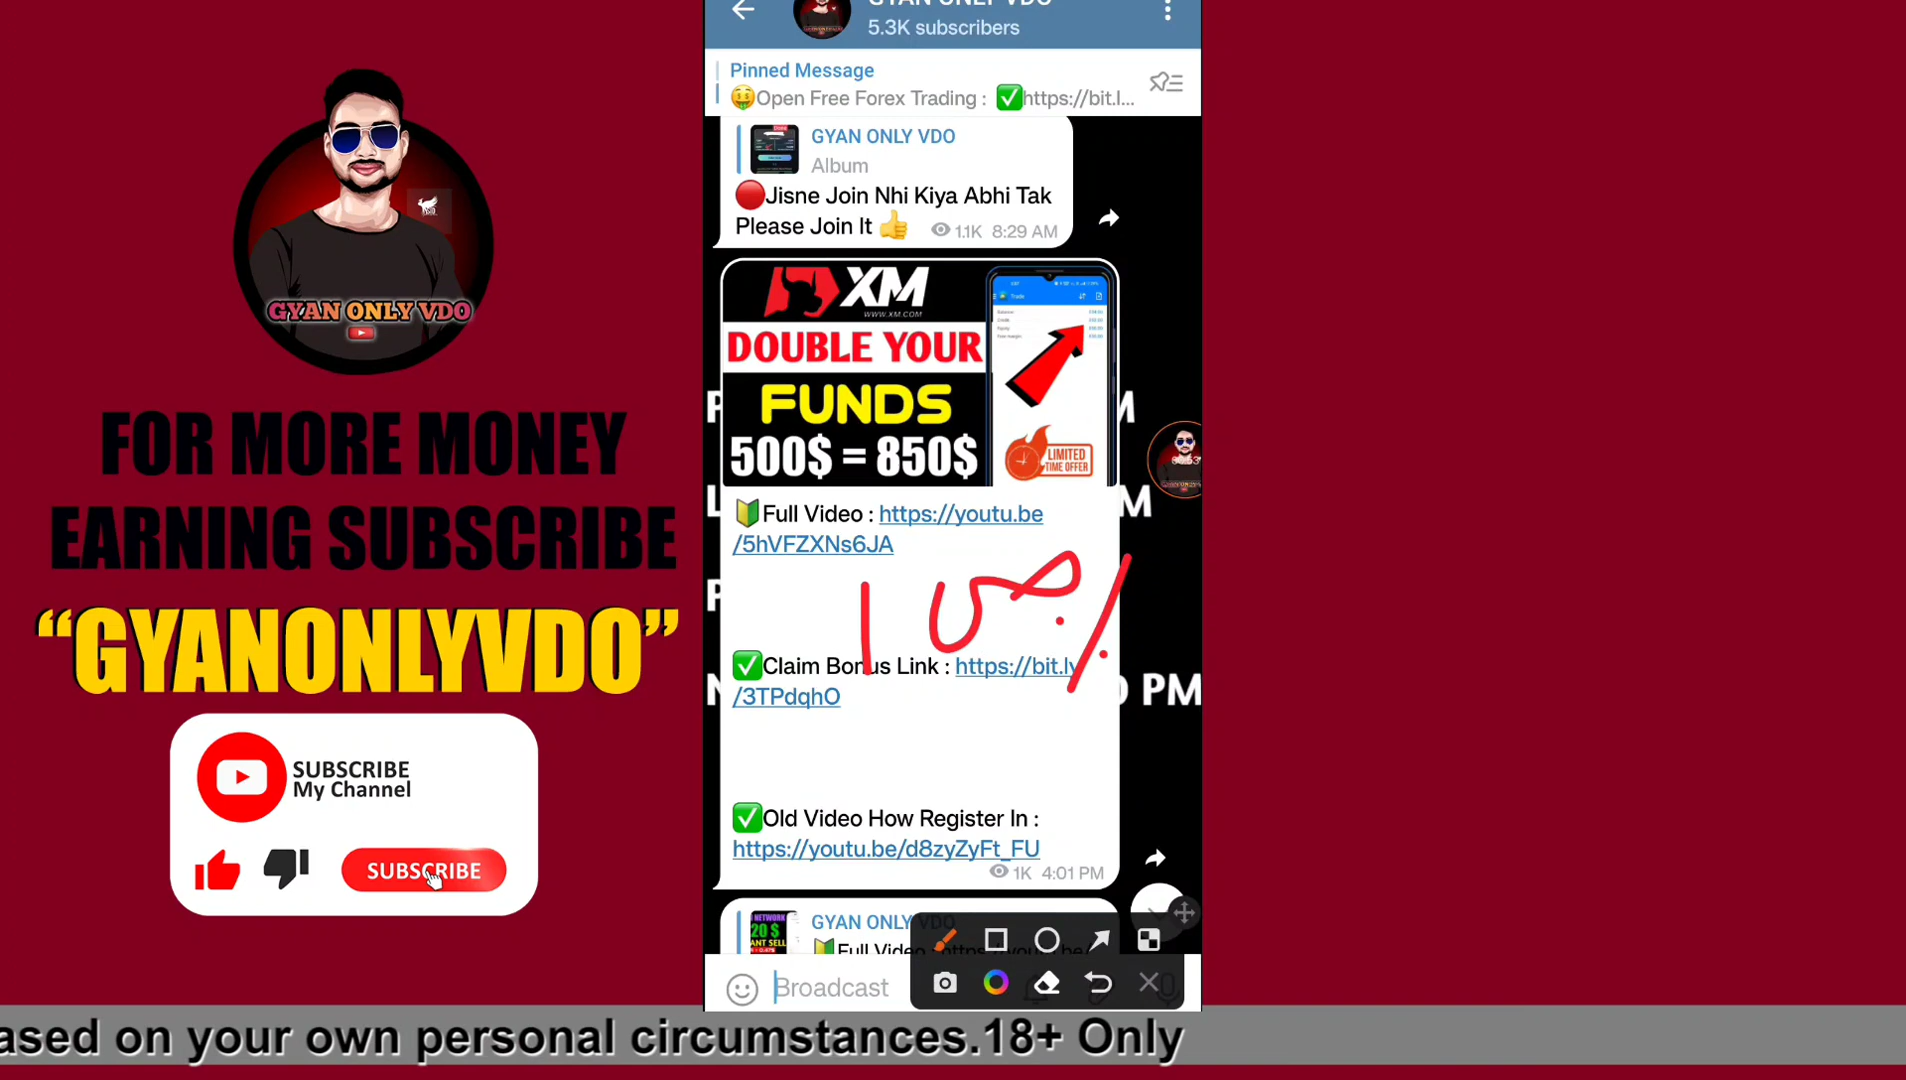 GYAN ONLY VDO
FOR MORE MONEY
EARNING SUBSCRIBE
“GYANONLYVDO”
SUBSCRIBE
My Channel
SUBSCRIBE
GYAN ONLY VDO
5.3K subscribers
Pinned Message
🤑Open Free Forex Trading : ✅https://bit.l...
GYAN ONLY VDO
Album
🔴Jisne Join Nhi Kiya Abhi Tak
Please Join It 👍 1.1K 8:29 AM
XM
WWW.XM.COM
DOUBLE YOUR
FUNDS
500$ = 850$
Trade
LIMITED
TIME OFFER
🔰Full Video : https://youtu.be
/5hVFZXNs6JA
100%
✅Claim Bonus Link : https://bit.ly
/3TPdqhO
✅Old Video How Register In :
https://youtu.be/d8zyZyFt_FU
1K 4:01 PM
GYAN ONLY VDO
🔰Full Video : https://youtu.be/
Broadcast
ased on your own personal circumstances.18+ Only